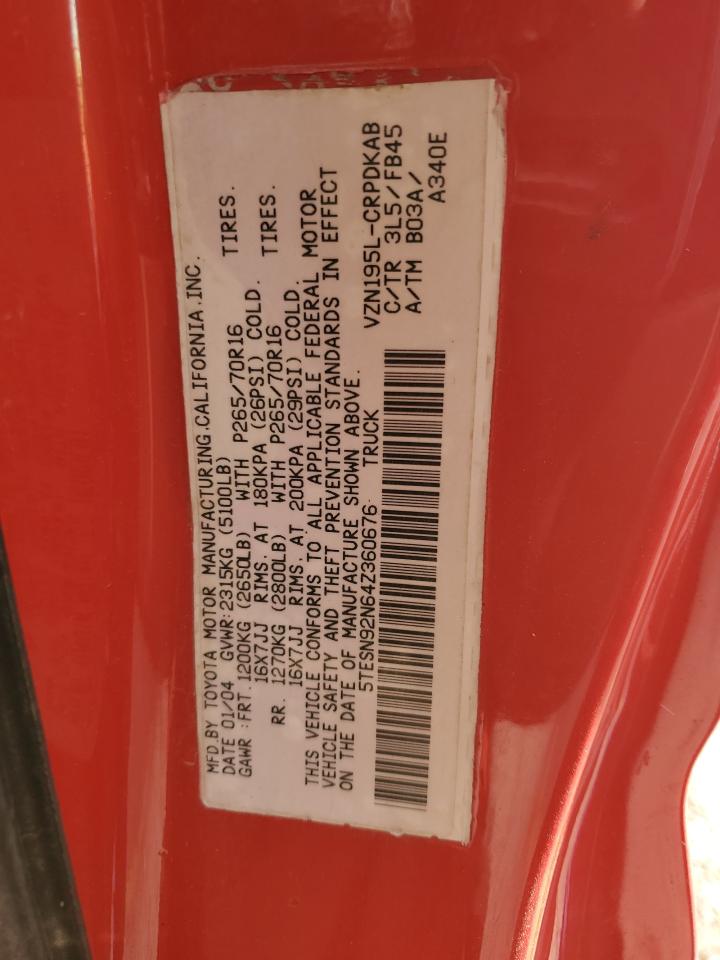 MFD.BY TOYOTA MOTOR MANUFACTURING.CALIFORNIA.INC.
DATE 01/04 GVWR:2315KG (5100LB)
GAWR :FRT.1200KG (2650LB) WITH P265/70R16 TIRES.
16X7JJ RIMS. AT 180KPA (26PSI) COLD.
RR. 1270KG (2800LB) WITH P265/70R16 TIRES.
16X7JJ RIMS. AT 200KPA (29PSI) COLD.
THIS VEHICLE CONFORMS TO ALL APPLICABLE FEDERAL MOTOR
VEHICLE SAFETY AND THEFT PREVENTION STANDARDS IN EFFECT
ON THE DATE OF MANUFACTURE SHOWN ABOVE.
5TESN92N64Z360676 TRUCK
VZN195L-CRPDKAB
C/TR 3L5/FB45
A/TM B03A/
A340E